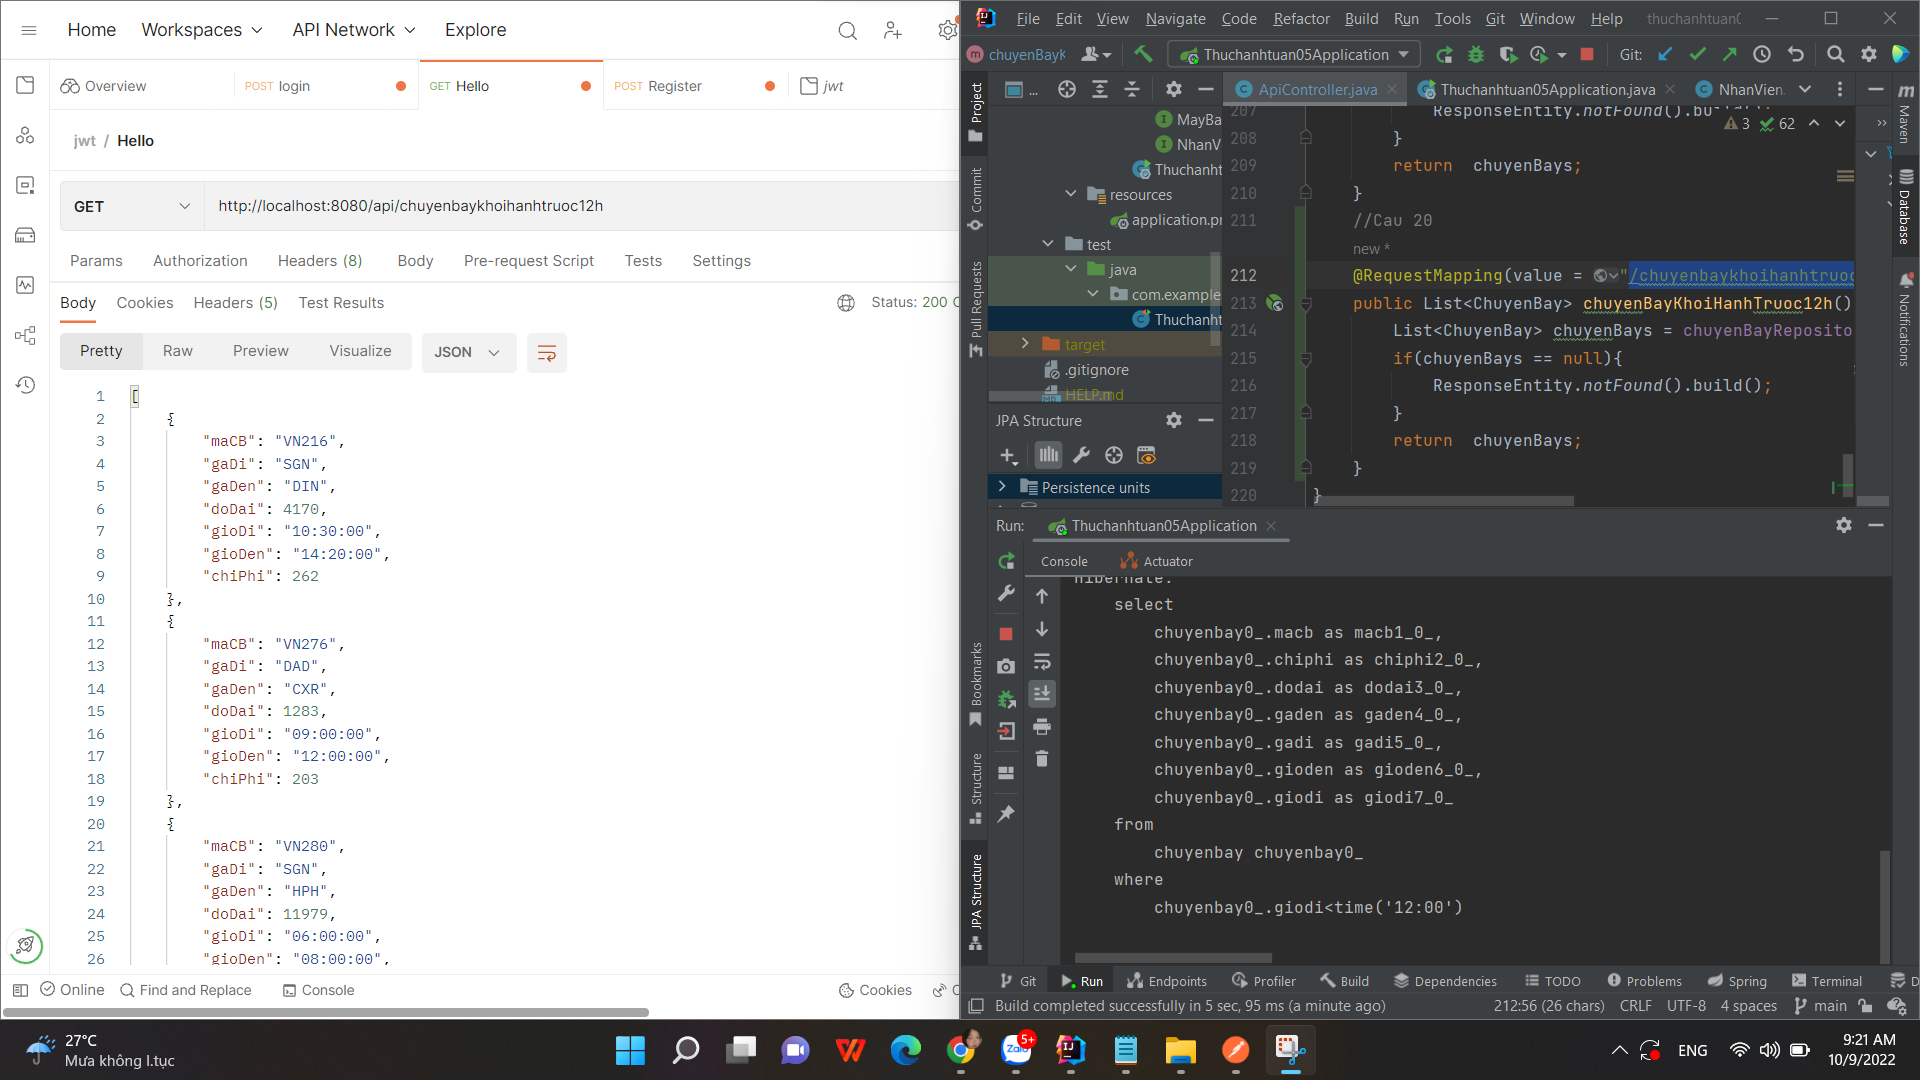 Home Workspaces API Network Explore
Overview POST login GET Hello POST Register jwt
jwt / Hello
GET http://localhost:8080/api/chuyenbaykhoihanhtruoc12h
Params Authorization Headers (8) Body Pre-request Script Tests Settings
Body Cookies Headers (5) Test Results Status: 200
Pretty Raw Preview Visualize JSON
1 [
2 {
3 "maCB": "VN216",
4 "gaDi": "SGN",
5 "gaDen": "DIN",
6 "doDai": 4170,
7 "gioDi": "10:30:00",
8 "gioDen": "14:20:00",
9 "chiPhi": 262
10 },
11 {
12 "maCB": "VN276",
13 "gaDi": "DAD",
14 "gaDen": "CXR",
15 "doDai": 1283,
16 "gioDi": "09:00:00",
17 "gioDen": "12:00:00",
18 "chiPhi": 203
19 },
20 {
21 "maCB": "VN280",
22 "gaDi": "SGN",
23 "gaDen": "HPH",
24 "doDai": 11979,
25 "gioDi": "06:00:00",
26 "gioDen": "08:00:00",
Online Find and Replace Console Cookies
File Edit View Navigate Code Refactor Build Run Tools Git Window Help thuchanhtuan0
chuyenBayK Thuchanhtuan05Application Git:
Project
Commit
Pull Requests
Bookmarks
Structure
JPA Structure
...
MayBa
NhanV
Thuchanht
resources
application.pr
test
java
com.example
Thuchanht
target
.gitignore
HELP.md
JPA Structure
Persistence units
ApiController.java Thuchanhtuan05Application.java NhanVien.
3 62
207 ResponseEntity.notFound().build();
208 }
209 return chuyenBays;
210 }
211 //Cau 20
new *
212 @RequestMapping(value = "/chuyenbaykhoihanhtruoc
213 public List<ChuyenBay> chuyenBayKhoiHanhTruoc12h()
214 List<ChuyenBay> chuyenBays = chuyenBayReposito
215 if(chuyenBays == null){
216 ResponseEntity.notFound().build();
217 }
218 return chuyenBays;
219 }
220 }
Maven
Database
Notifications
Run: Thuchanhtuan05Application
Console Actuator
Hibernate:
select
chuyenbay0_.macb as macb1_0_,
chuyenbay0_.chiphi as chiphi2_0_,
chuyenbay0_.dodai as dodai3_0_,
chuyenbay0_.gaden as gaden4_0_,
chuyenbay0_.gadi as gadi5_0_,
chuyenbay0_.gioden as gioden6_0_,
chuyenbay0_.giodi as giodi7_0_
from
chuyenbay chuyenbay0_
where
chuyenbay0_.giodi<time('12:00')
Git Run Endpoints Profiler Build Dependencies TODO Problems Spring Terminal D
Build completed successfully in 5 sec, 95 ms (a minute ago) 212:56 (26 chars) CRLF UTF-8 4 spaces main
27°C
Mưa không l.tục
Zalo 5+
ENG
9:21 AM
10/9/2022